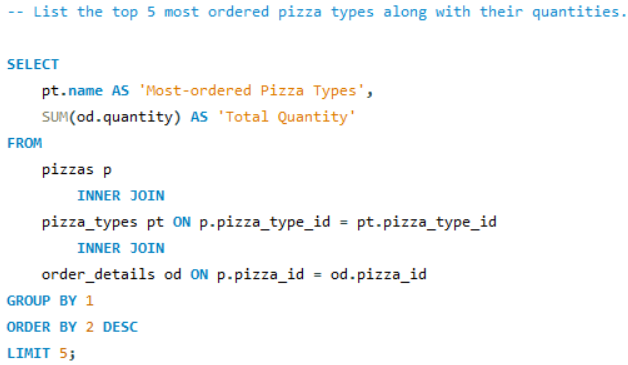 -- List the top 5 most ordered pizza types along with their quantities.
SELECT
pt.name AS 'Most-ordered Pizza Types',
SUM(od.quantity) AS 'Total Quantity'
FROM
pizzas p
INNER JOIN
pizza_types pt ON p.pizza_type_id = pt.pizza_type_id
INNER JOIN
order_details od ON p.pizza_id = od.pizza_id
GROUP BY 1
ORDER BY 2 DESC
LIMIT 5;